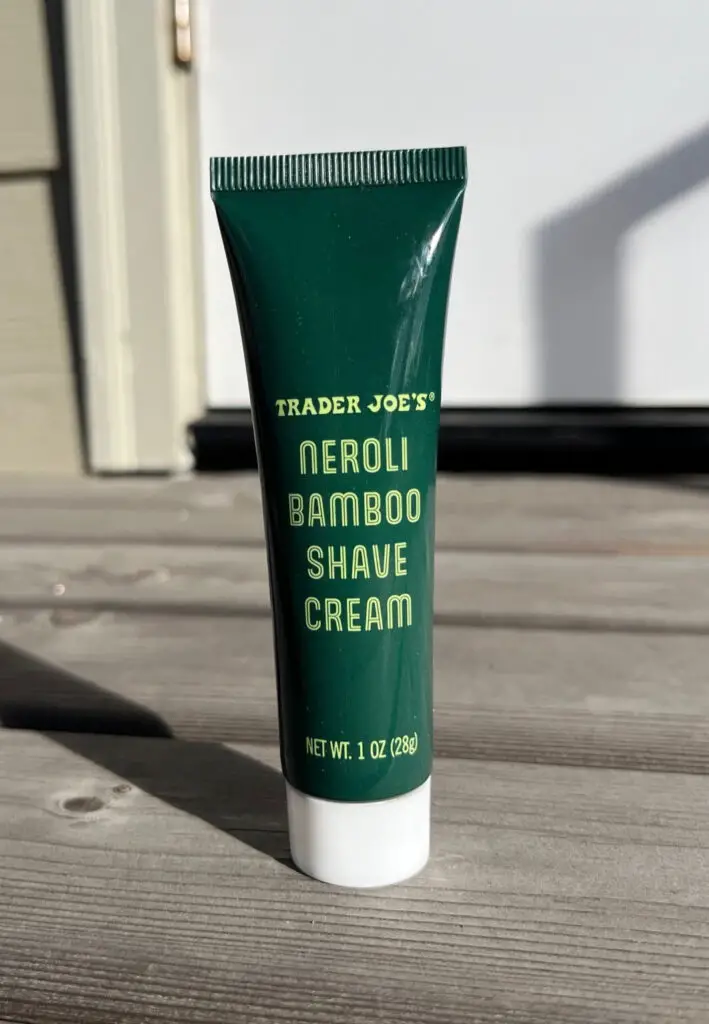 TRADER JOE'S®
NEROLI
BAMBOO
SHAVE
CREAM
NET WT. 1 OZ (28g)